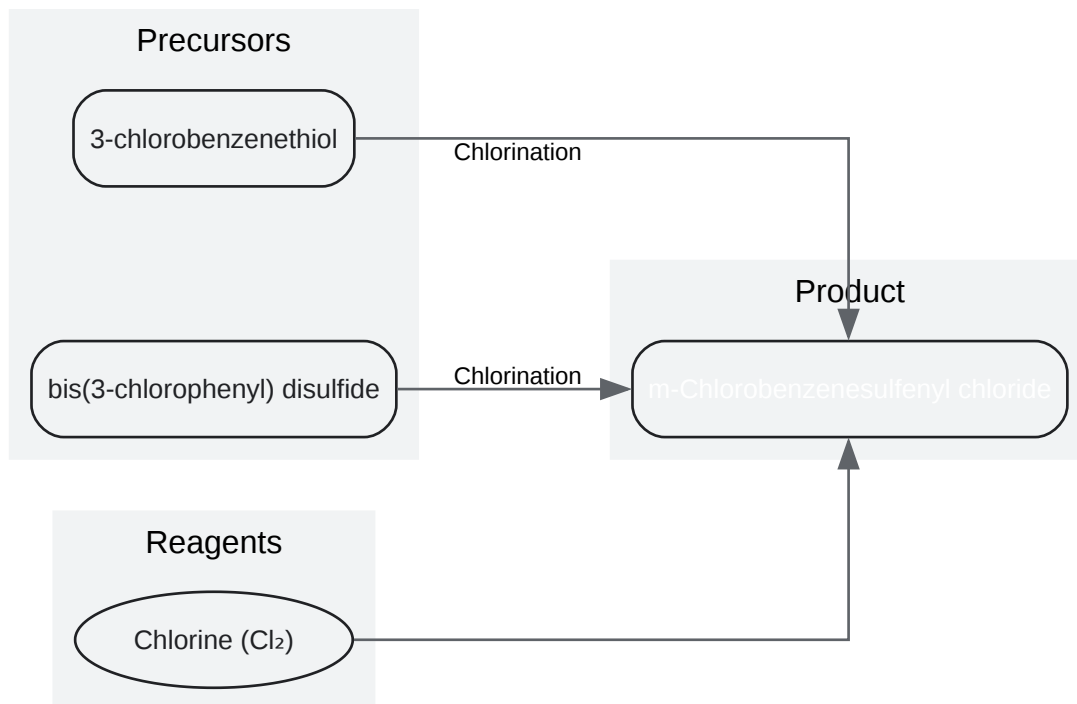 Precursors
3-chlorobenzenethiol
Chlorination
Product
bis(3-chlorophenyl) disulfide
Chlorination
m-Chlorobenzenesulfenyl chloride
Reagents
Chlorine (Cl₂)